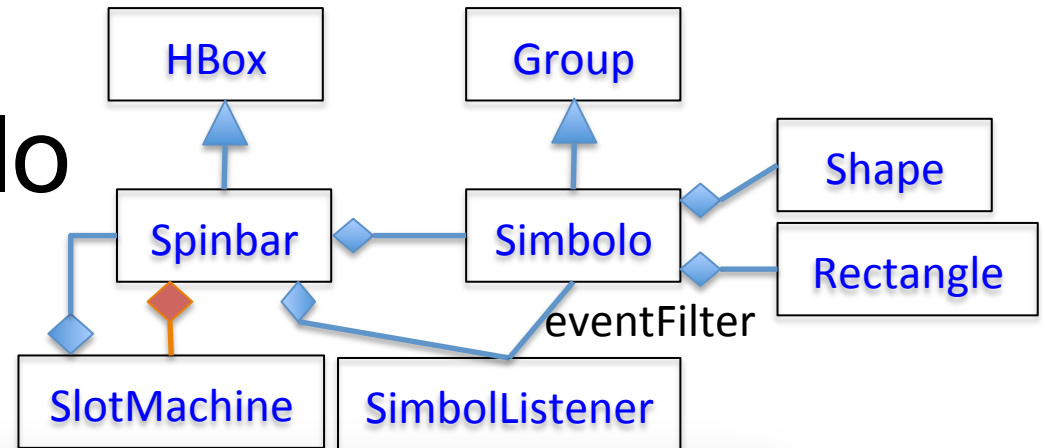 HBox
Group
lo
Shape
Spinbar
Simbolo
Rectangle
eventFilter
SlotMachine
SimbolListener